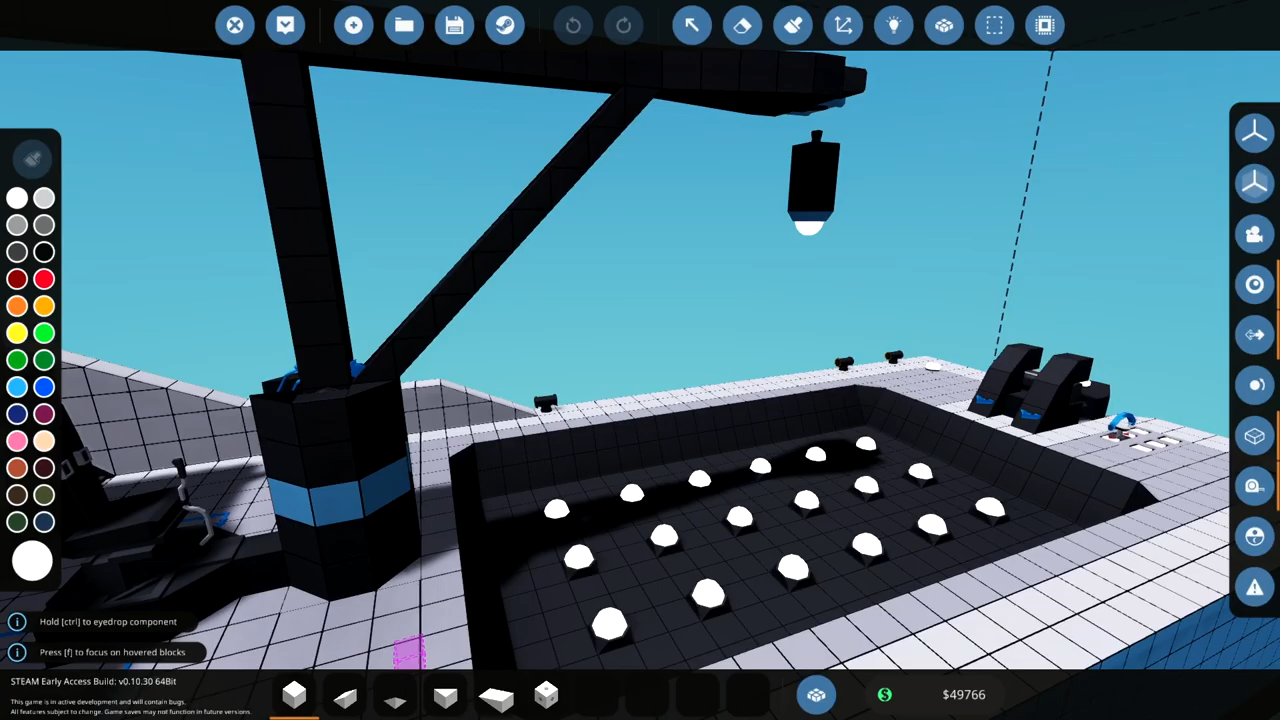 Hold [ctrl] to eyedrop component
Press [f] to focus on hovered blocks
STEAM Early Access Build: v0.10.30 64Bit
This game is in active development and will contain bugs.
All features subject to change. Game saves may not function in future versions.
$49766